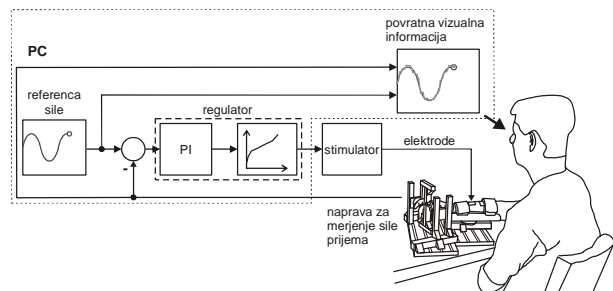 povratna vizualna
informacija
PC
referenca
sile
regulator
PI
stimulator
elektrode
-
naprava za
merjenje sile
prijema